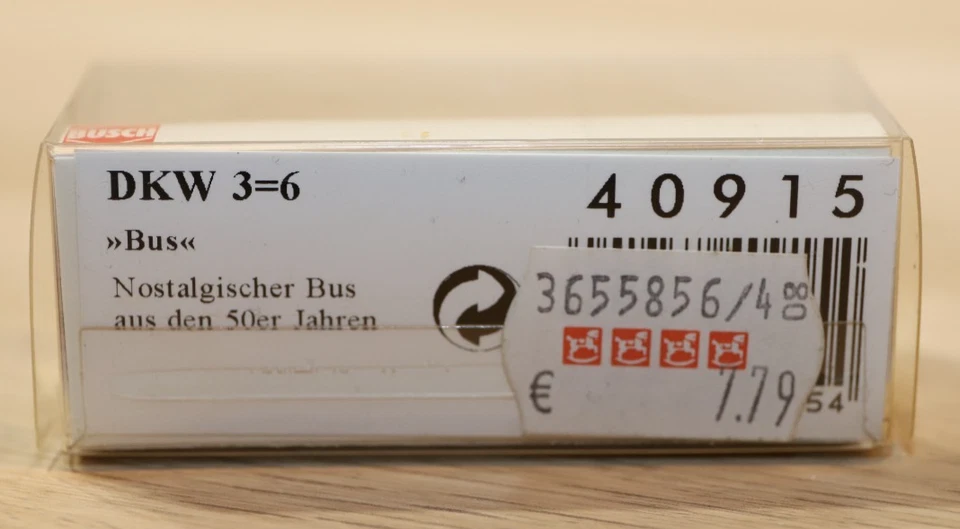 BUSCH
DKW 3=6
40915
»Bus«
Nostalgischer Bus
aus den 50er Jahren
3655856/4 08
€ 7.79
54